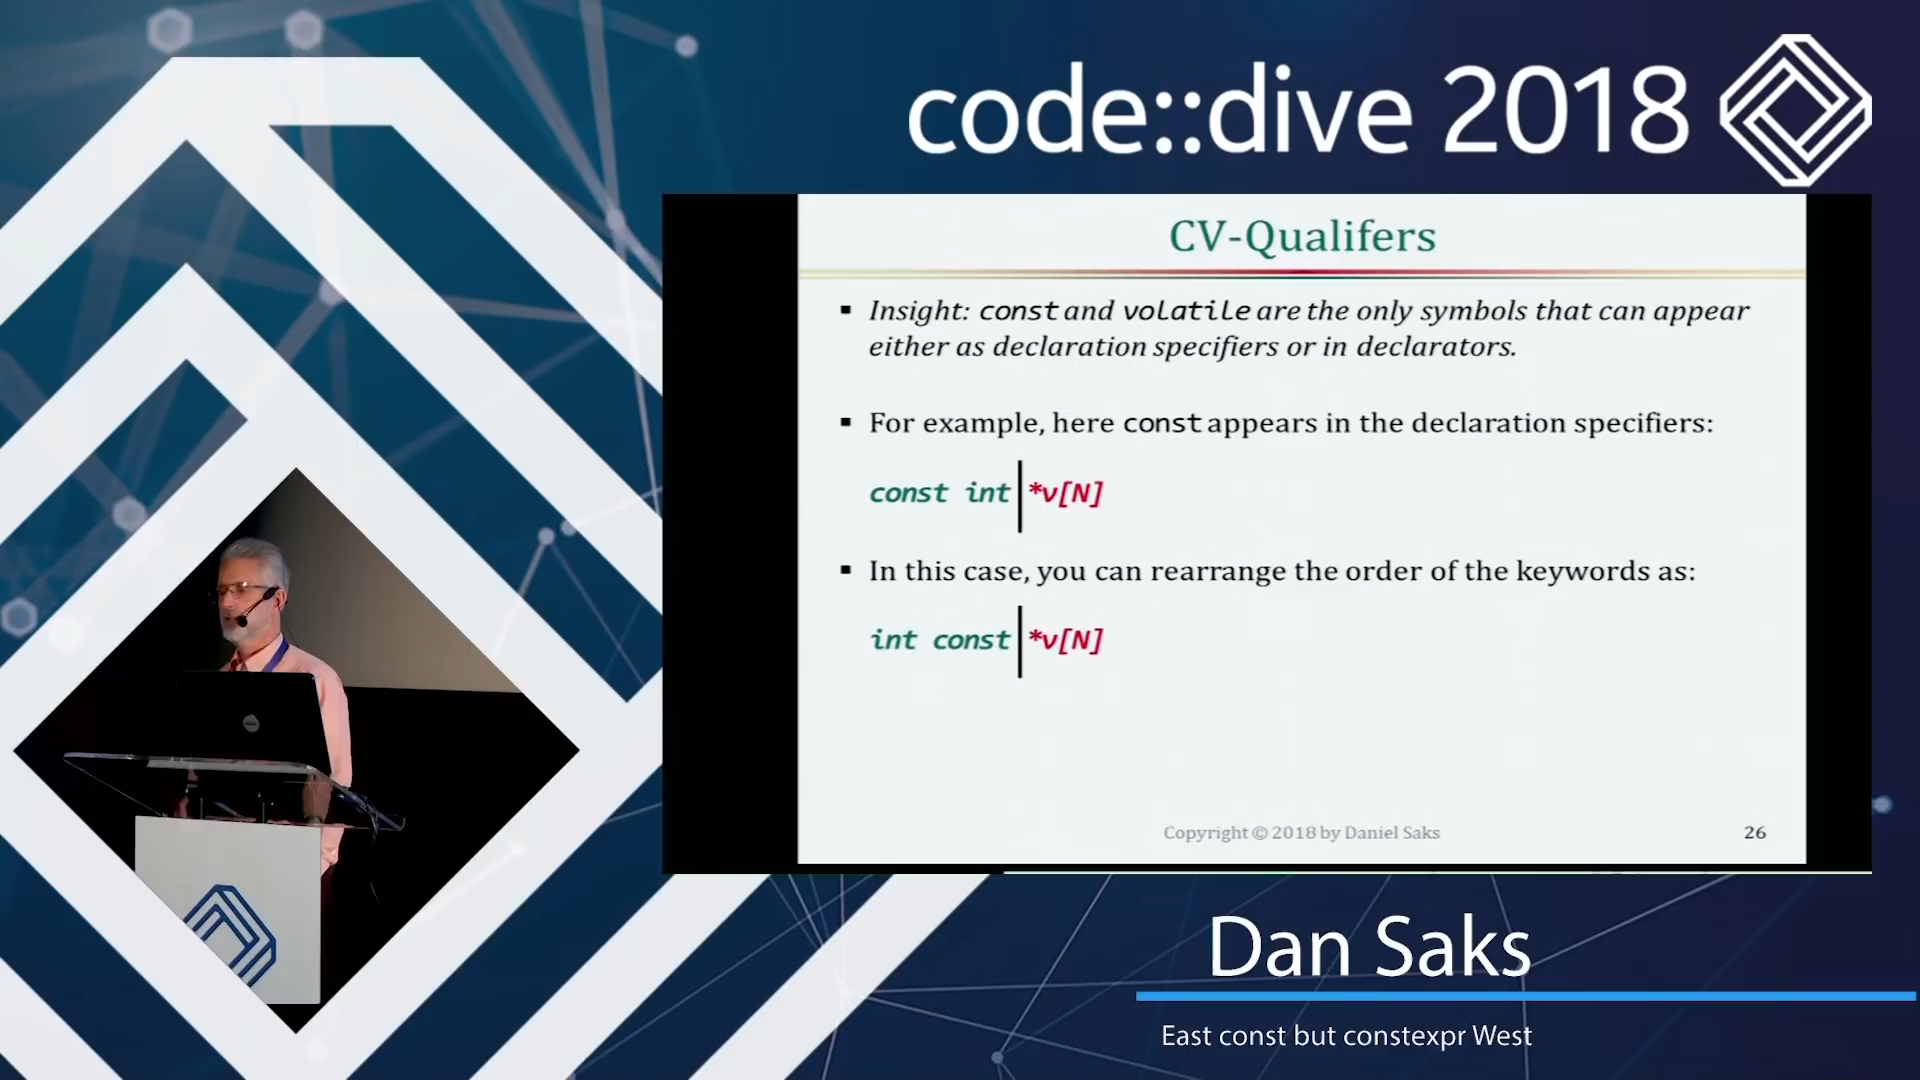 code::dive 2018
CV-Qualifers
▪ Insight: const and volatile are the only symbols that can appear
either as declaration specifiers or in declarators.
▪ For example, here const appears in the declaration specifiers:
const int | *v[N]
▪ In this case, you can rearrange the order of the keywords as:
int const | *v[N]
Copyright © 2018 by Daniel Saks
26
Dan Saks
East const but constexpr West